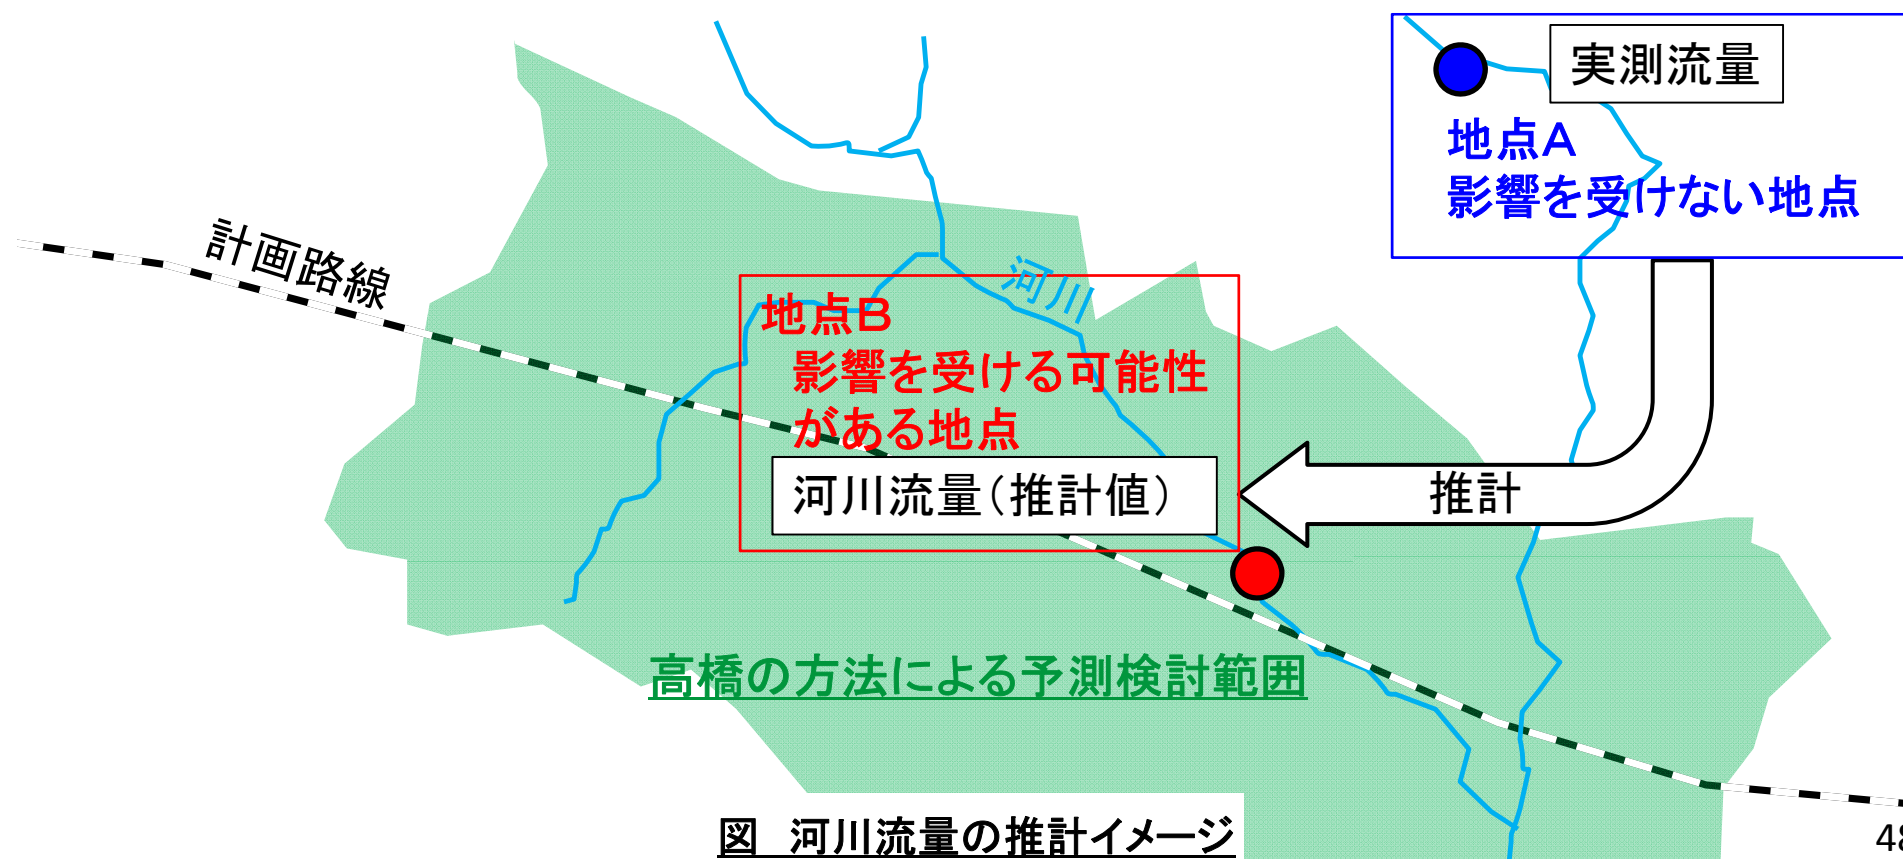 実測流量
地点A
影響を受けない地点
計画路線
河川
地点B
影響を受ける可能性
がある地点
河川流量（推計値）
推計
高橋の方法による予測検討範囲
図　河川流量の推計イメージ